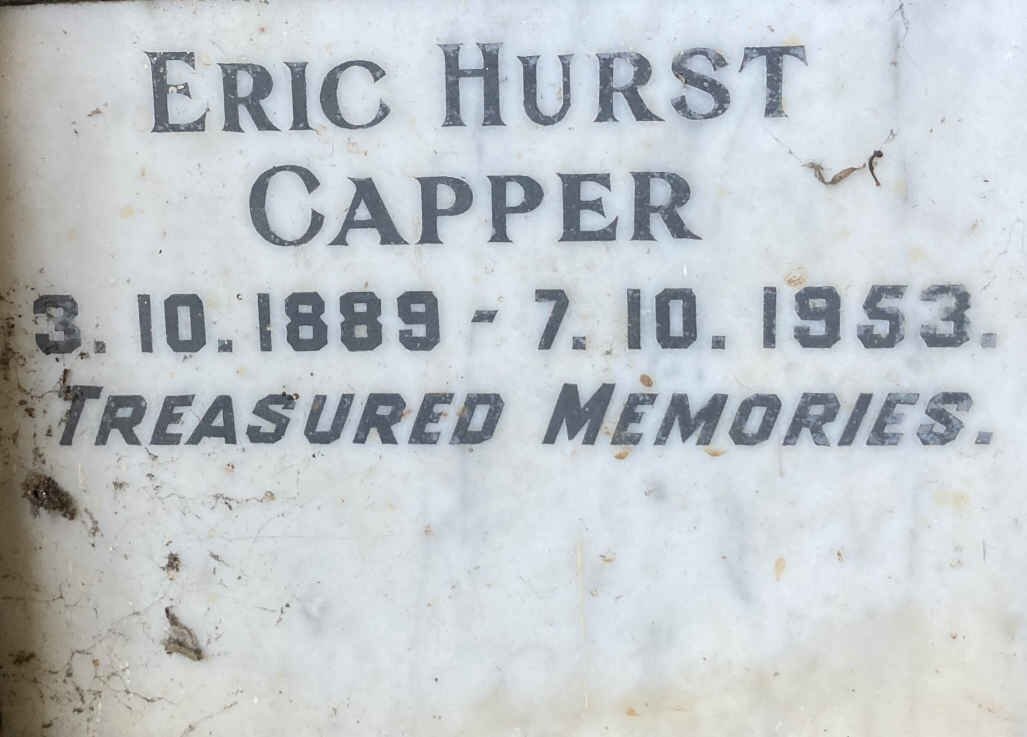 ERIC HURST
CAPPER
3.10.1889 - 7.10.1953.
TREASURED MEMORIES.